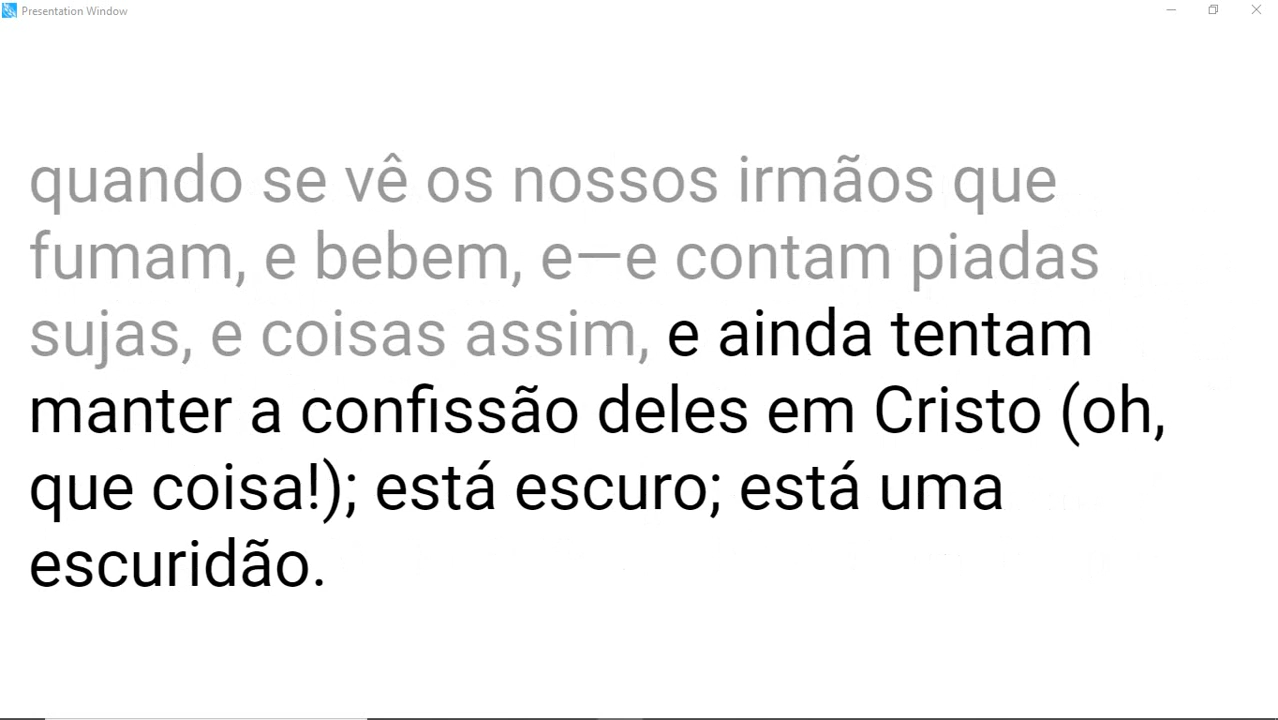 Presentation Window
quando se vê os nossos irmãos que
fumam, e bebem, e—e contam piadas
sujas, e coisas assim, e ainda tentam
manter a confissão deles em Cristo (oh,
que coisa!); está escuro; está uma
escuridão.